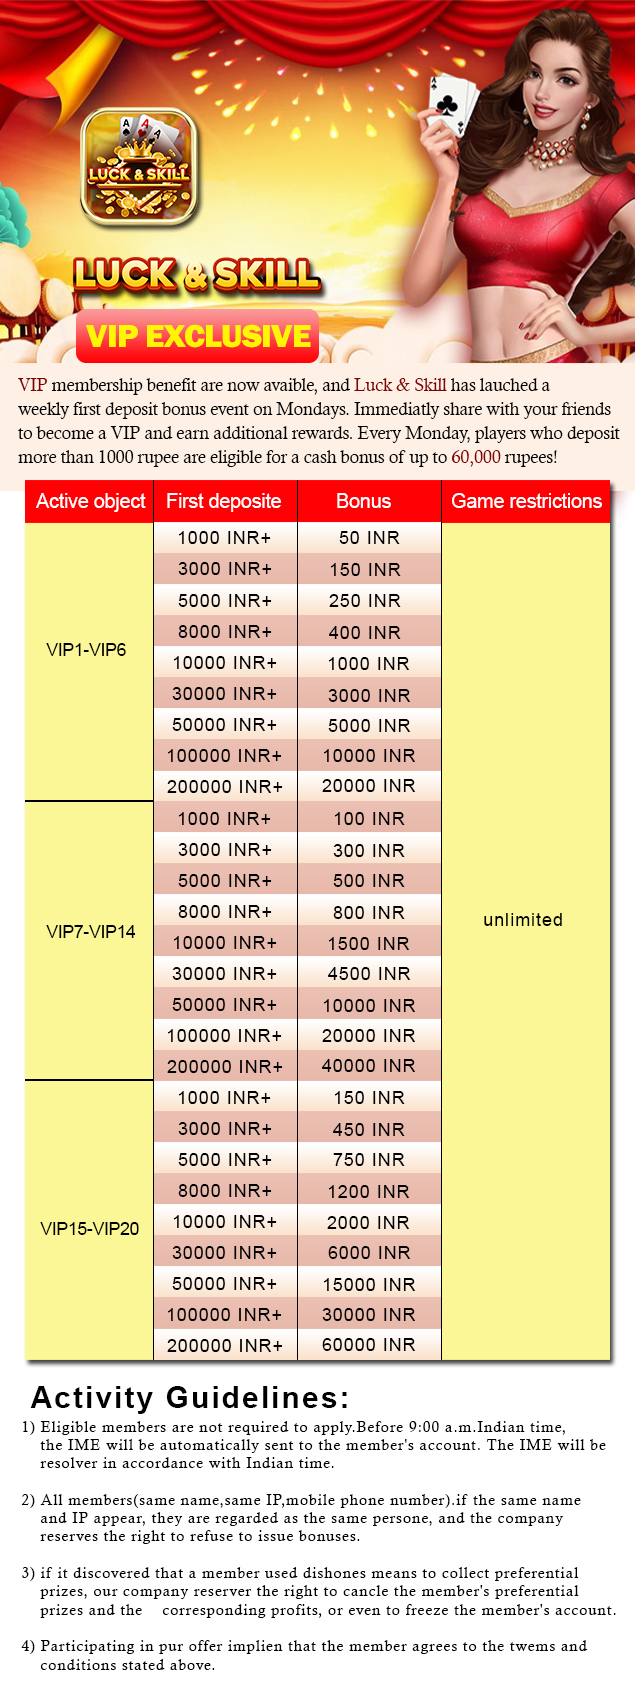 A A A
LUCK & SKILL
LUCK & SKILL
VIP EXCLUSIVE
VIP membership benefit are now avaible, and Luck & Skill has lauched a
weekly first deposit bonus event on Mondays. Immediatly share with your friends
to become a VIP and earn additional rewards. Every Monday, players who deposit
more than 1000 rupee are eligible for a cash bonus of up to 60,000 rupees!
Active object First deposite Bonus Game restrictions
1000 INR+ 50 INR
3000 INR+ 150 INR
5000 INR+ 250 INR
8000 INR+ 400 INR
VIP1-VIP6
10000 INR+ 1000 INR
30000 INR+ 3000 INR
50000 INR+ 5000 INR
100000 INR+ 10000 INR
200000 INR+ 20000 INR
1000 INR+ 100 INR
3000 INR+ 300 INR
5000 INR+ 500 INR
8000 INR+ 800 INR
unlimited
VIP7-VIP14
10000 INR+ 1500 INR
30000 INR+ 4500 INR
50000 INR+ 10000 INR
100000 INR+ 20000 INR
200000 INR+ 40000 INR
1000 INR+ 150 INR
3000 INR+ 450 INR
5000 INR+ 750 INR
8000 INR+ 1200 INR
10000 INR+ 2000 INR
VIP15-VIP20
30000 INR+ 6000 INR
50000 INR+ 15000 INR
100000 INR+ 30000 INR
200000 INR+ 60000 INR
Activity Guidelines:
1) Eligible members are not required to apply.Before 9:00 a.m.Indian time,
the IME will be automatically sent to the member's account. The IME will be
resolver in accordance with Indian time.
2) All members(same name,same IP,mobile phone number).if the same name
and IP appear, they are regarded as the same persone, and the company
reserves the right to refuse to issue bonuses.
3) if it discovered that a member used dishones means to collect preferential
prizes, our company reserver the right to cancle the member's preferential
prizes and the corresponding profits, or even to freeze the member's account.
4) Participating in pur offer implien that the member agrees to the twems and
conditions stated above.